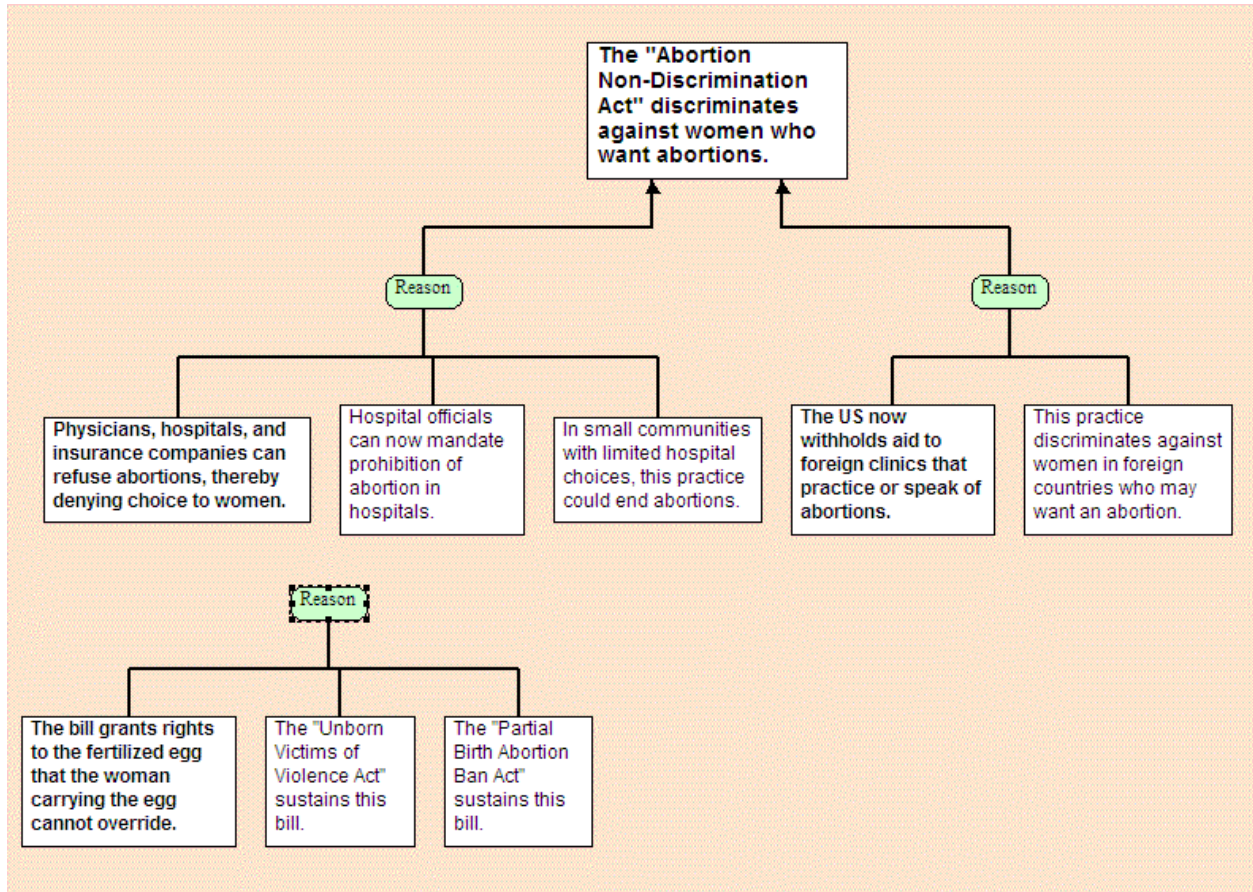 The "Abortion
Non-Discrimination
Act" discriminates
against women who
want abortions.
Reason
Reason
Physicians, hospitals, and
insurance companies can
refuse abortions, thereby
denying choice to women.
Hospital officials
can now mandate
prohibition of
abortion in
hospitals.
In small communities
with limited hospital
choices, this practice
could end abortions.
The US now
withholds aid to
foreign clinics that
practice or speak of
abortions.
This practice
discriminates against
women in foreign
countries who may
want an abortion.
Reason
The bill grants rights
to the fertilized egg
that the woman
carrying the egg
cannot override.
The "Unborn
Victims of
Violence Act"
sustains this
bill.
The "Partial
Birth Abortion
Ban Act"
sustains this
bill.